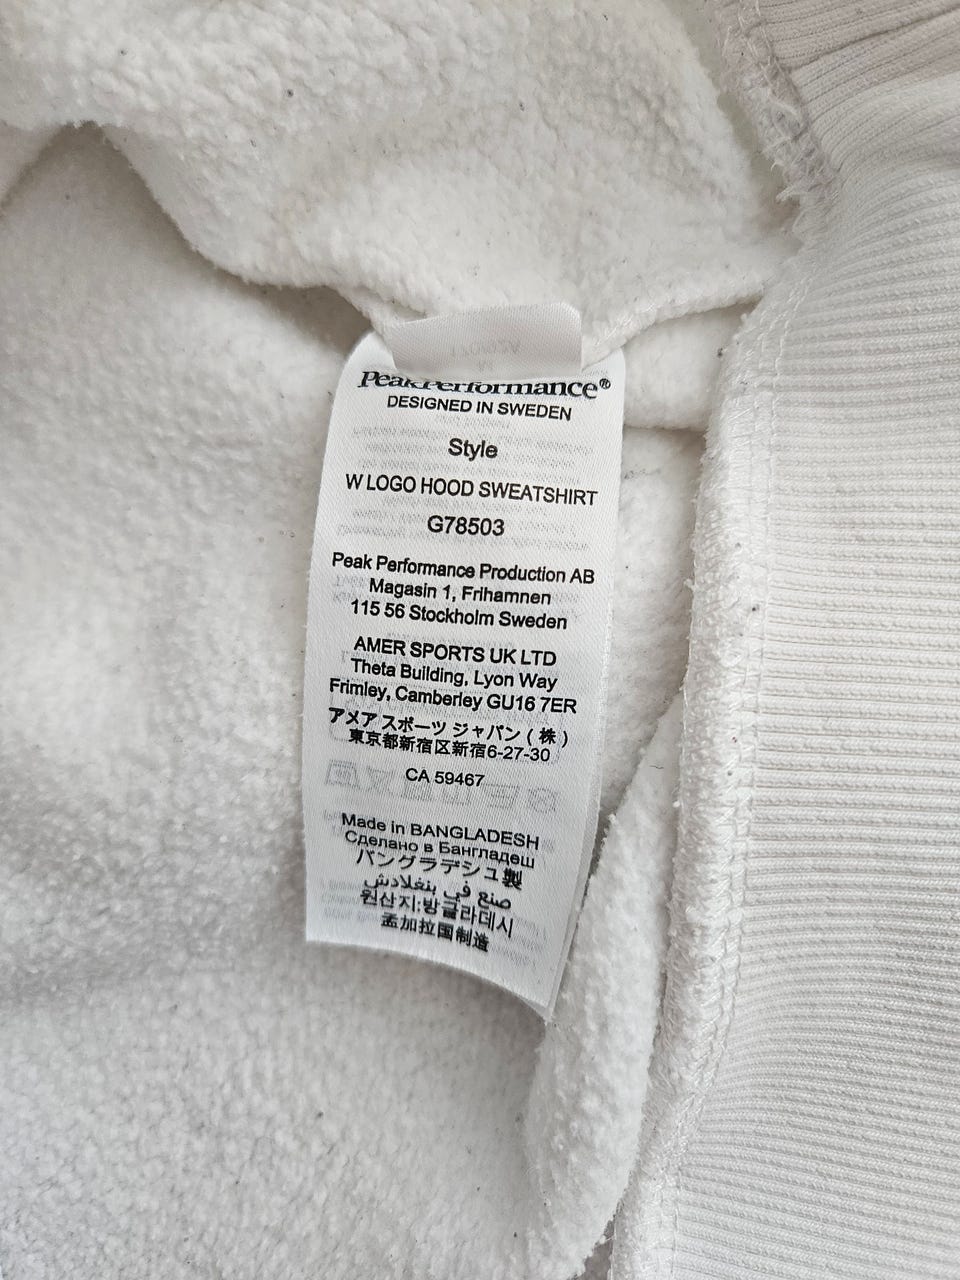 PeakPerformance®
DESIGNED IN SWEDEN
Style
W LOGO HOOD SWEATSHIRT
G78503
Peak Performance Production AB
Magasin 1, Frihamnen
115 56 Stockholm Sweden
AMER SPORTS UK LTD
Theta Building, Lyon Way
Frimley, Camberley GU16 7ER
アメア スポーツ ジャパン ( 株 )
東京都新宿区新宿6-27-30
CA 59467
Made in BANGLADESH
Сделано в Бангладеш
バングラデシュ製
صنع في بنغلادش
원산지:방글라데시
孟加拉国制造